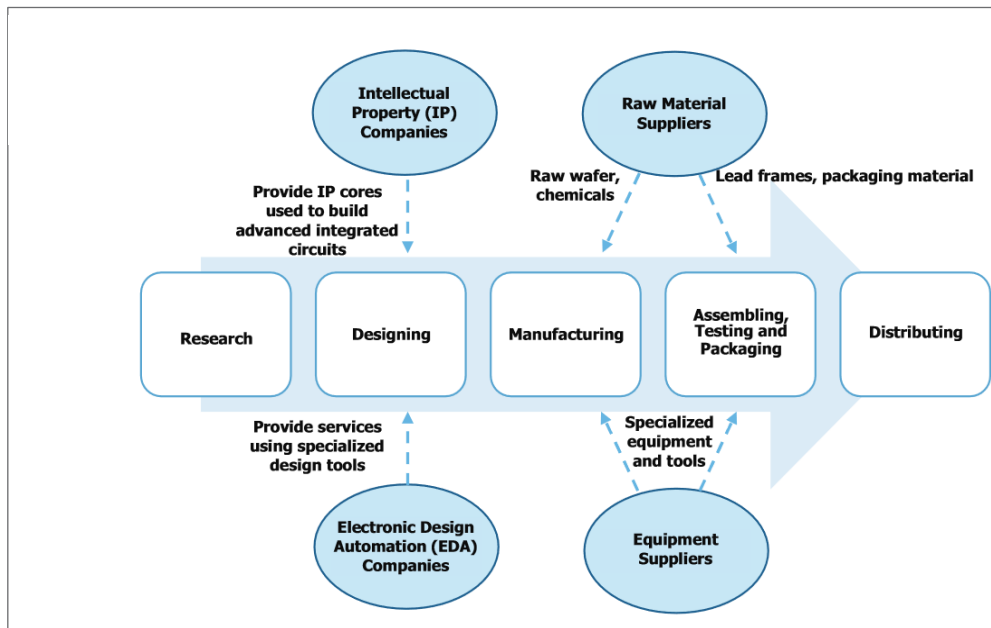 Intellectual
Property (IP)
Companies
Raw Material
Suppliers
Provide IP cores
used to build
advanced integrated
circuits
Raw wafer,
chemicals
Lead frames, packaging material
Research
Designing
Manufacturing
Assembling,
Testing and
Packaging
Distributing
Provide services
using specialized
design tools
Specialized
equipment
and tools
Electronic Design
Automation (EDA)
Companies
Equipment
Suppliers